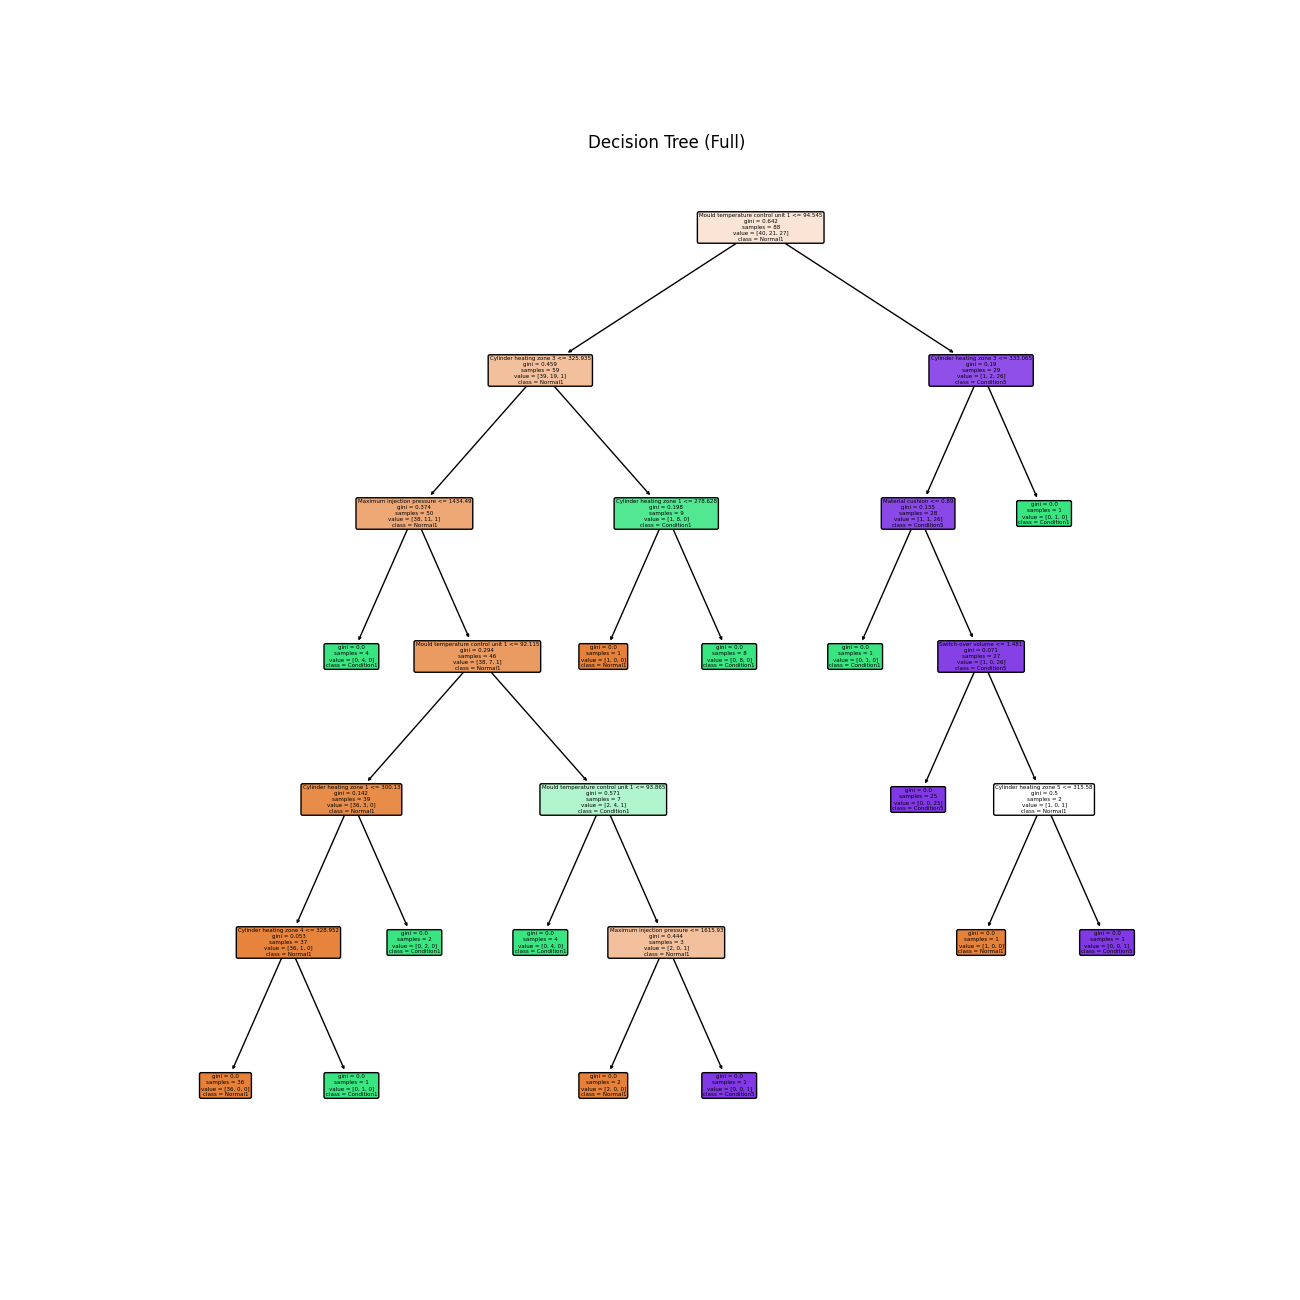 Decision Tree (Full)
Mould temperature control unit 1 <= 94.545
gini = 0.642
samples = 88
value = [40, 21, 27]
class = Normal1
Cylinder heating zone 3 <= 325.935
gini = 0.459
samples = 59
value = [39, 19, 1]
class = Normal1
Cylinder heating zone 3 <= 333.065
gini = 0.19
samples = 29
value = [1, 2, 26]
class = Condition5
Maximum injection pressure <= 1434.49
gini = 0.374
samples = 50
value = [38, 11, 1]
class = Normal1
Cylinder heating zone 1 <= 278.628
gini = 0.198
samples = 9
value = [1, 8, 0]
class = Condition1
Material cushion <= 0.89
gini = 0.135
samples = 28
value = [1, 1, 26]
class = Condition5
gini = 0.0
samples = 1
value = [0, 1, 0]
class = Condition1
gini = 0.0
samples = 4
value = [0, 4, 0]
class = Condition1
Mould temperature control unit 1 <= 92.115
gini = 0.294
samples = 46
value = [38, 7, 1]
class = Normal1
gini = 0.0
samples = 1
value = [1, 0, 0]
class = Normal1
gini = 0.0
samples = 8
value = [0, 8, 0]
class = Condition1
gini = 0.0
samples = 1
value = [0, 1, 0]
class = Condition1
Switch-over volume <= 1.481
gini = 0.071
samples = 27
value = [1, 0, 26]
class = Condition5
Cylinder heating zone 1 <= 300.13
gini = 0.142
samples = 39
value = [36, 3, 0]
class = Normal1
Mould temperature control unit 1 <= 93.865
gini = 0.571
samples = 7
value = [2, 4, 1]
class = Condition1
gini = 0.0
samples = 25
value = [0, 0, 25]
class = Condition5
Cylinder heating zone 5 <= 315.58
gini = 0.5
samples = 2
value = [1, 0, 1]
class = Normal1
Cylinder heating zone 4 <= 328.952
gini = 0.053
samples = 37
value = [36, 1, 0]
class = Normal1
gini = 0.0
samples = 2
value = [0, 2, 0]
class = Condition1
gini = 0.0
samples = 4
value = [0, 4, 0]
class = Condition1
Maximum injection pressure <= 1615.93
gini = 0.444
samples = 3
value = [2, 0, 1]
class = Normal1
gini = 0.0
samples = 1
value = [1, 0, 0]
class = Normal1
gini = 0.0
samples = 1
value = [0, 0, 1]
class = Condition5
gini = 0.0
samples = 36
value = [36, 0, 0]
class = Normal1
gini = 0.0
samples = 1
value = [0, 1, 0]
class = Condition1
gini = 0.0
samples = 2
value = [2, 0, 0]
class = Normal1
gini = 0.0
samples = 1
value = [0, 0, 1]
class = Condition5